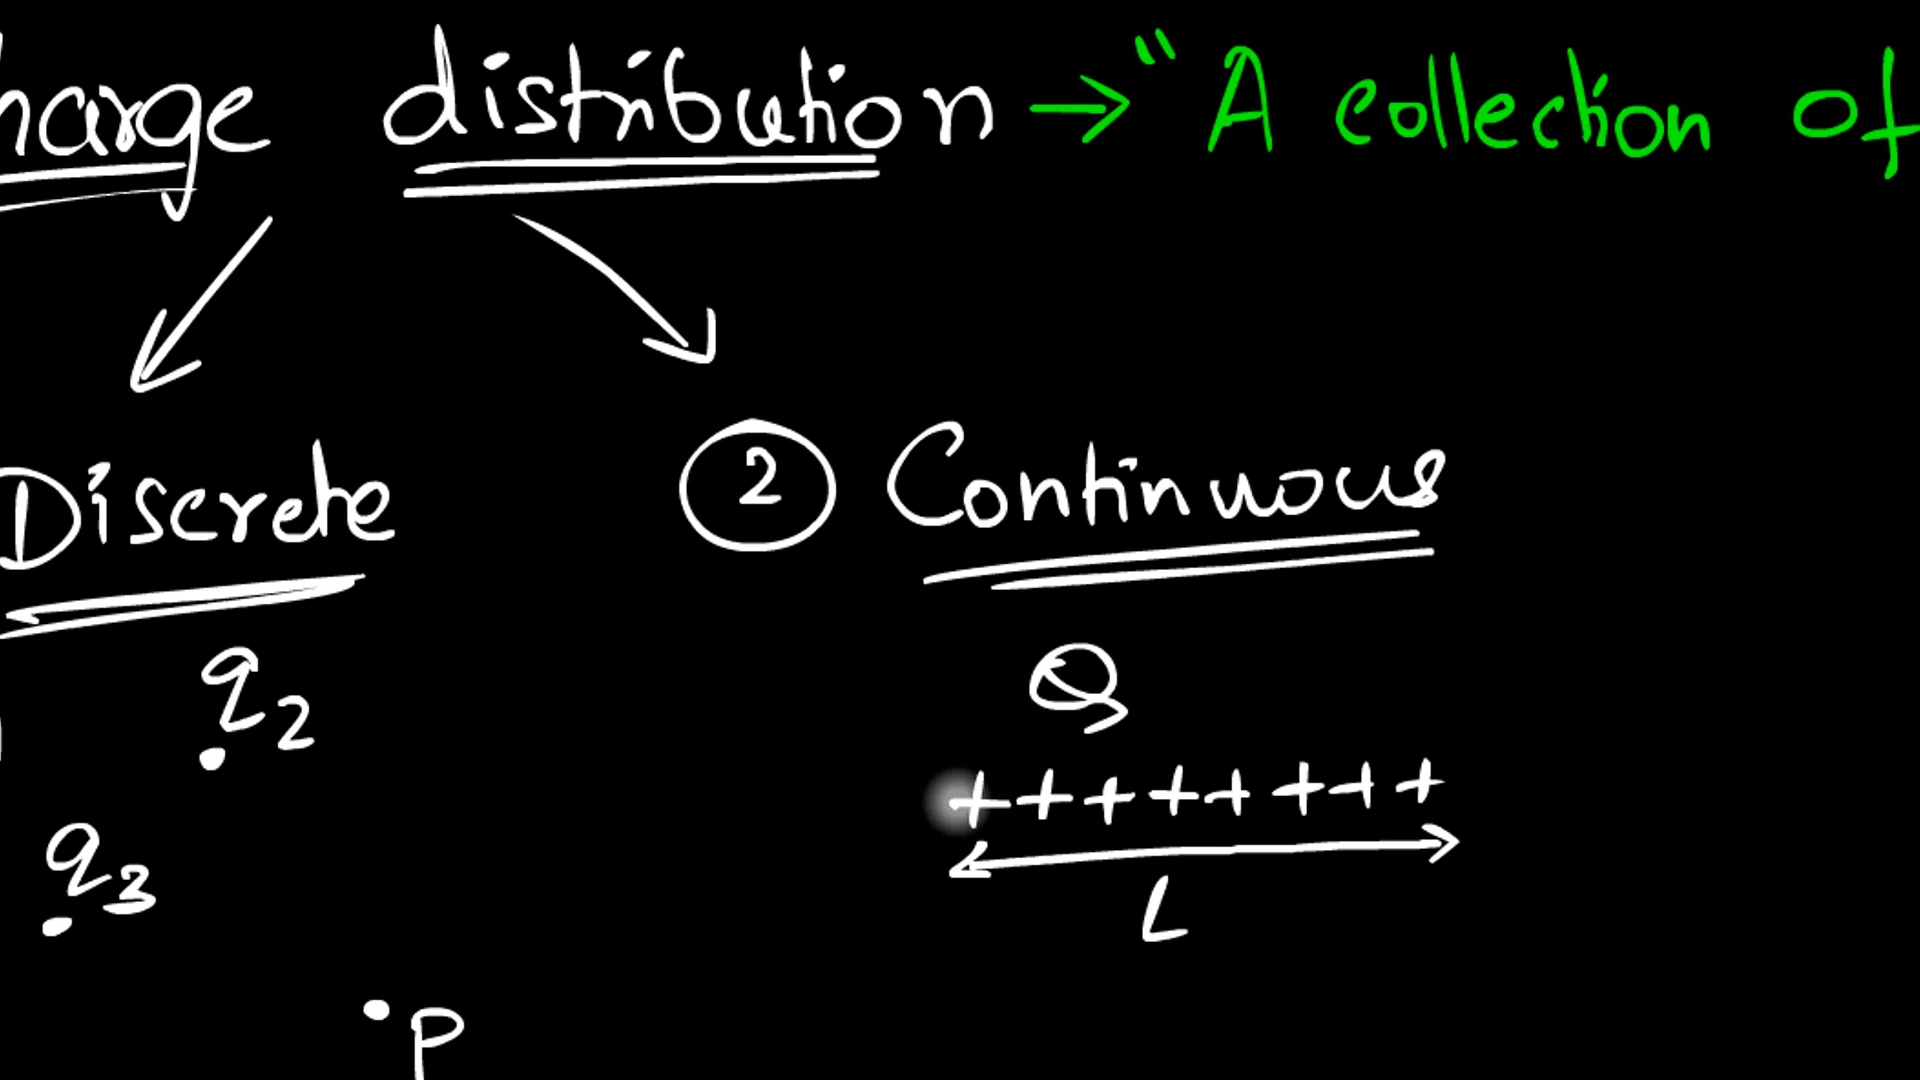 harge distribution → " A collection of
Discrete
② Continuous
q2
Q
+ + + + + + + +
q3
L
P